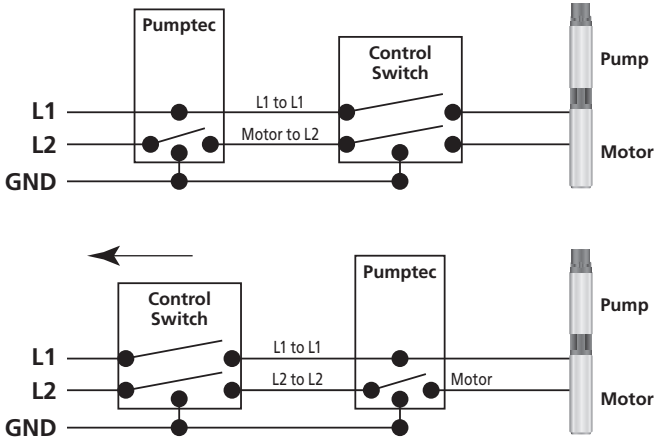 Pumptec
Control
Switch
Pump
L1
L1 to L1
L2
Motor to L2
Motor
GND
Control
Switch
Pumptec
Pump
L1
L1 to L1
L2
L2 to L2
Motor
Motor
GND